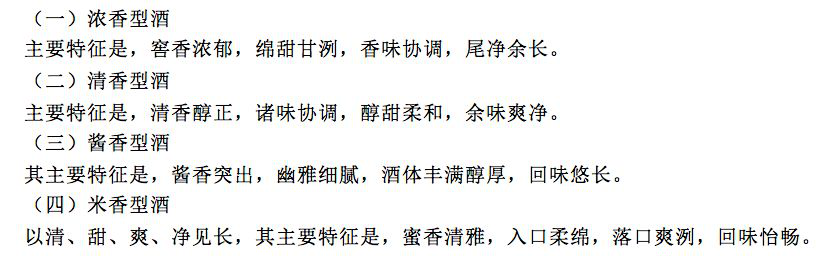 （一）浓香型酒
主要特征是，窖香浓郁，绵甜甘洌，香味协调，尾净余长。
（二）清香型酒
主要特征是，清香醇正，诸味协调，醇甜柔和，余味爽净。
（三）酱香型酒
其主要特征是，酱香突出，幽雅细腻，酒体丰满醇厚，回味悠长。
（四）米香型酒
以清、甜、爽、净见长，其主要特征是，蜜香清雅，入口柔绵，落口爽洌，回味怡畅。